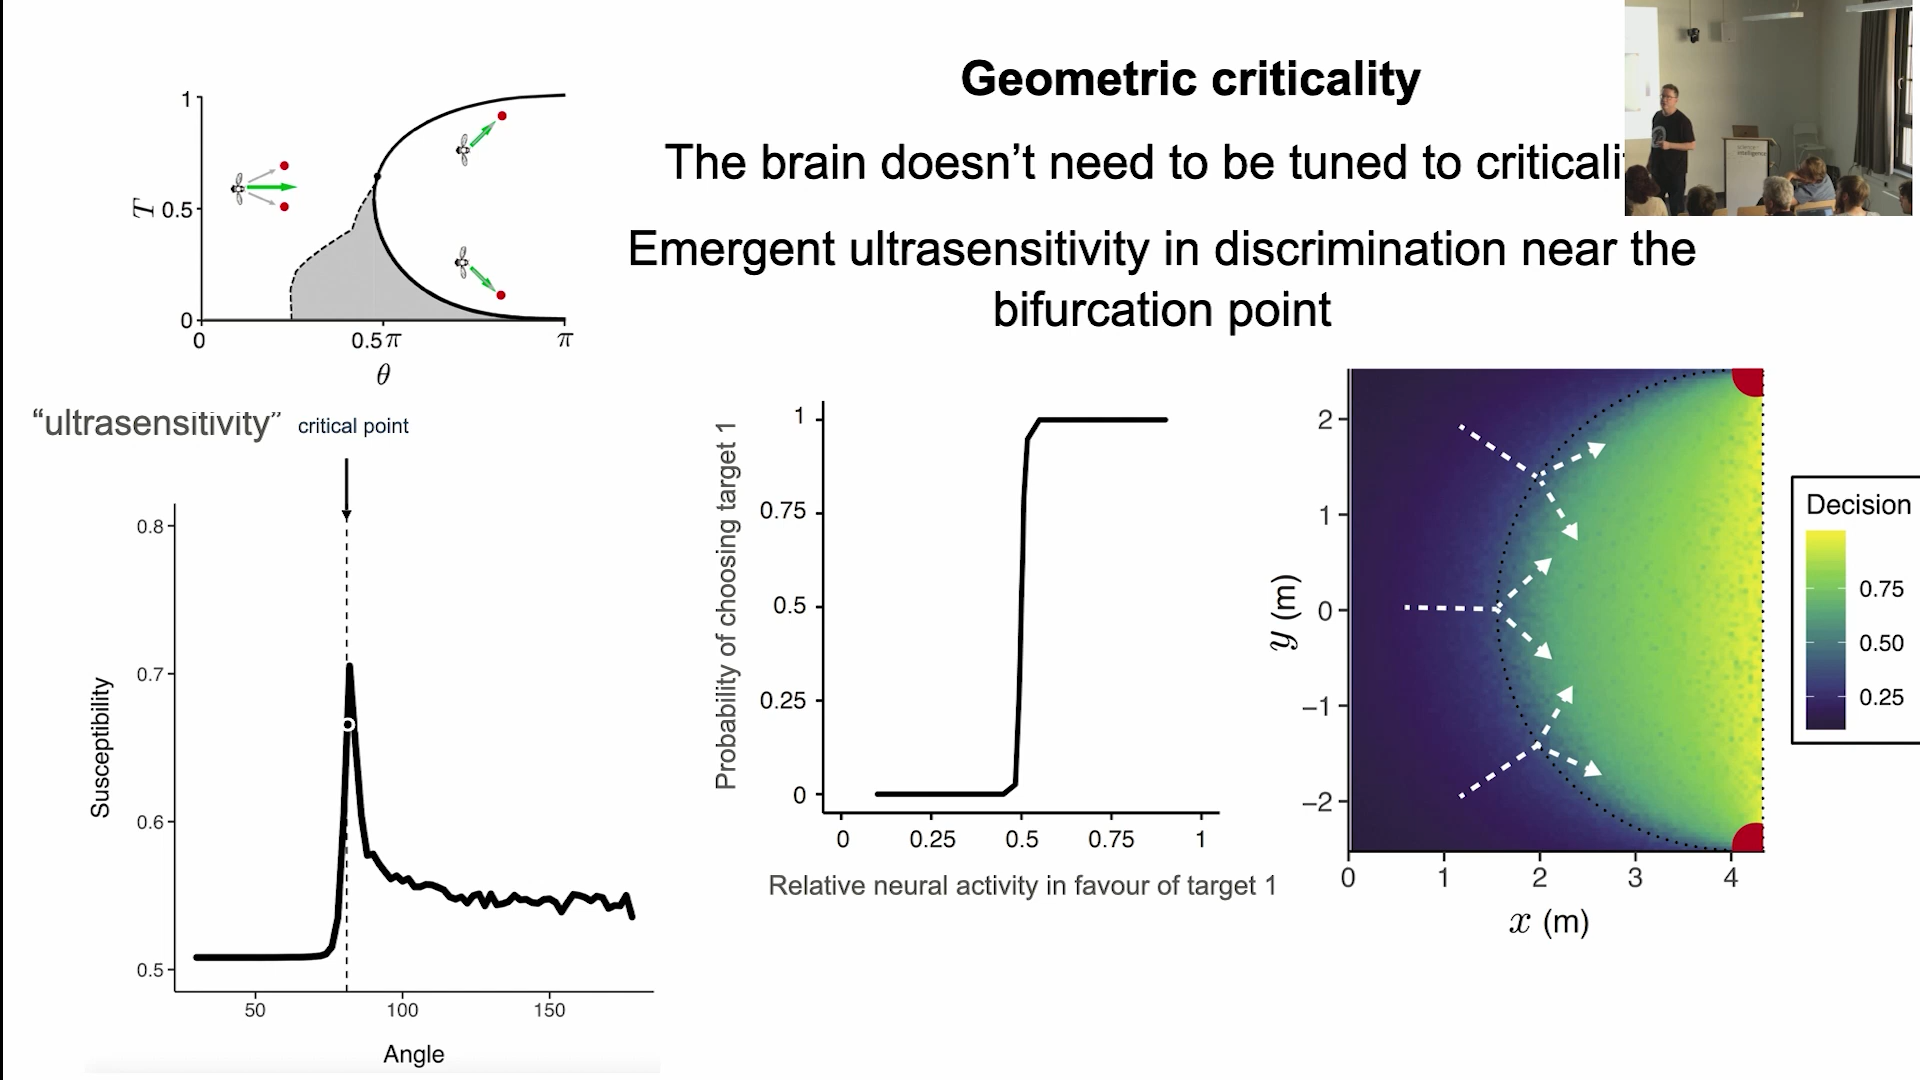 Geometric criticality
The brain doesn't need to be tuned to criticali
Emergent ultrasensitivity in discrimination near the
bifurcation point
1
0.5
0
T
0
0.5π
π
θ
“ultrasensitivity”
critical point
0.8
0.7
0.6
0.5
Susceptibility
50
100
150
Angle
1
0.75
0.5
0.25
0
Probability of choosing target 1
0
0.25
0.5
0.75
1
Relative neural activity in favour of target 1
2
1
0
−1
−2
y (m)
0
1
2
3
4
x (m)
Decision
0.75
0.50
0.25
intelligence